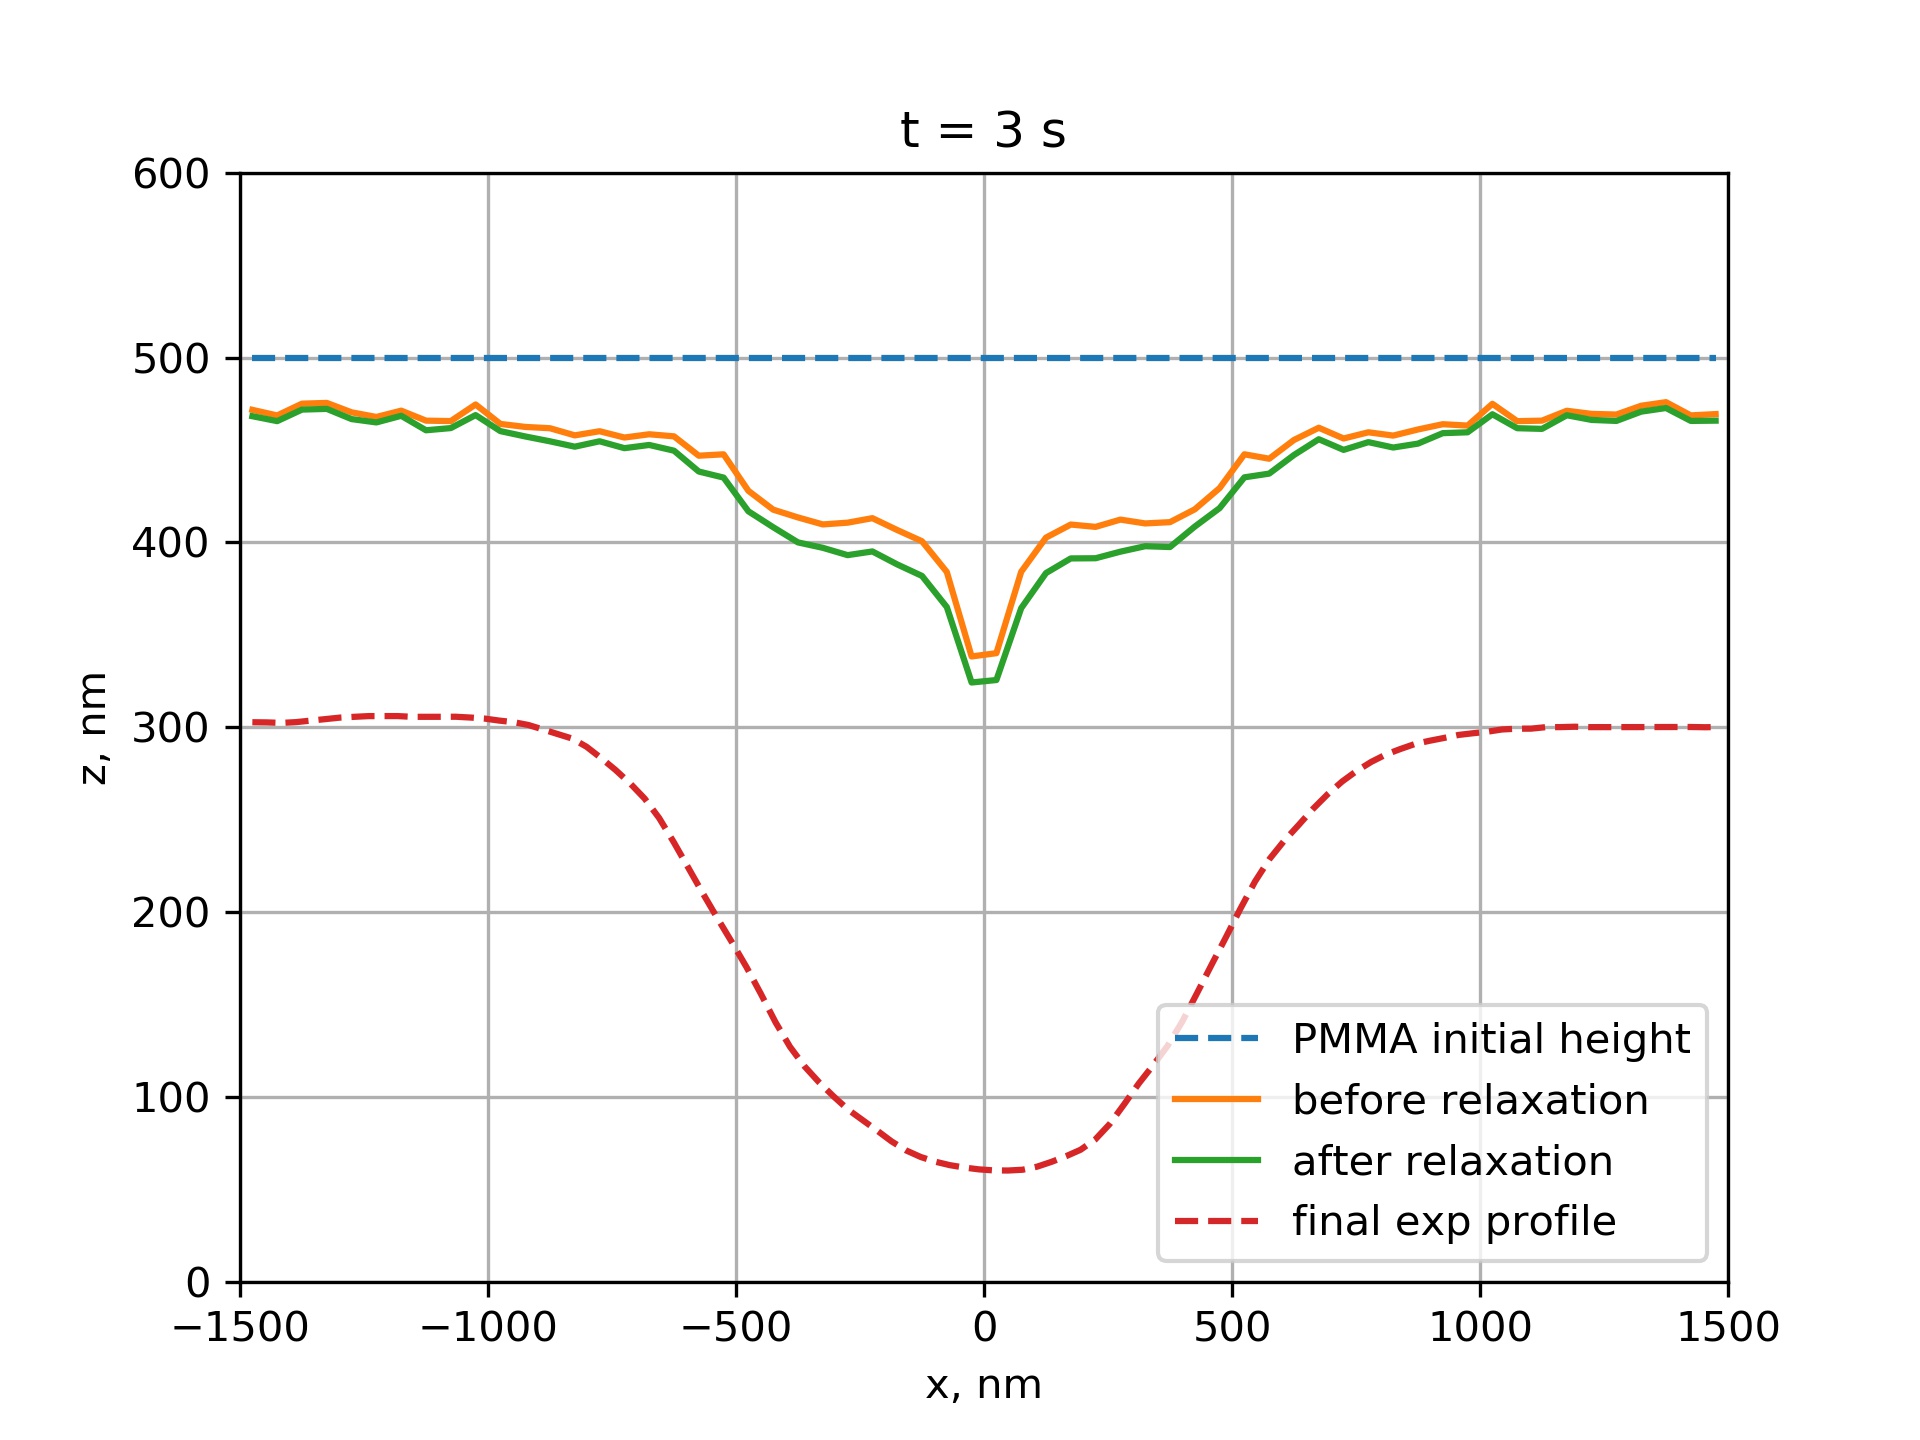 t = 3 s
600
500
400
300
200
100
0
z, nm
−1500 −1000 −500 0 500 1000 1500
x, nm
PMMA initial height
before relaxation
after relaxation
final exp profile